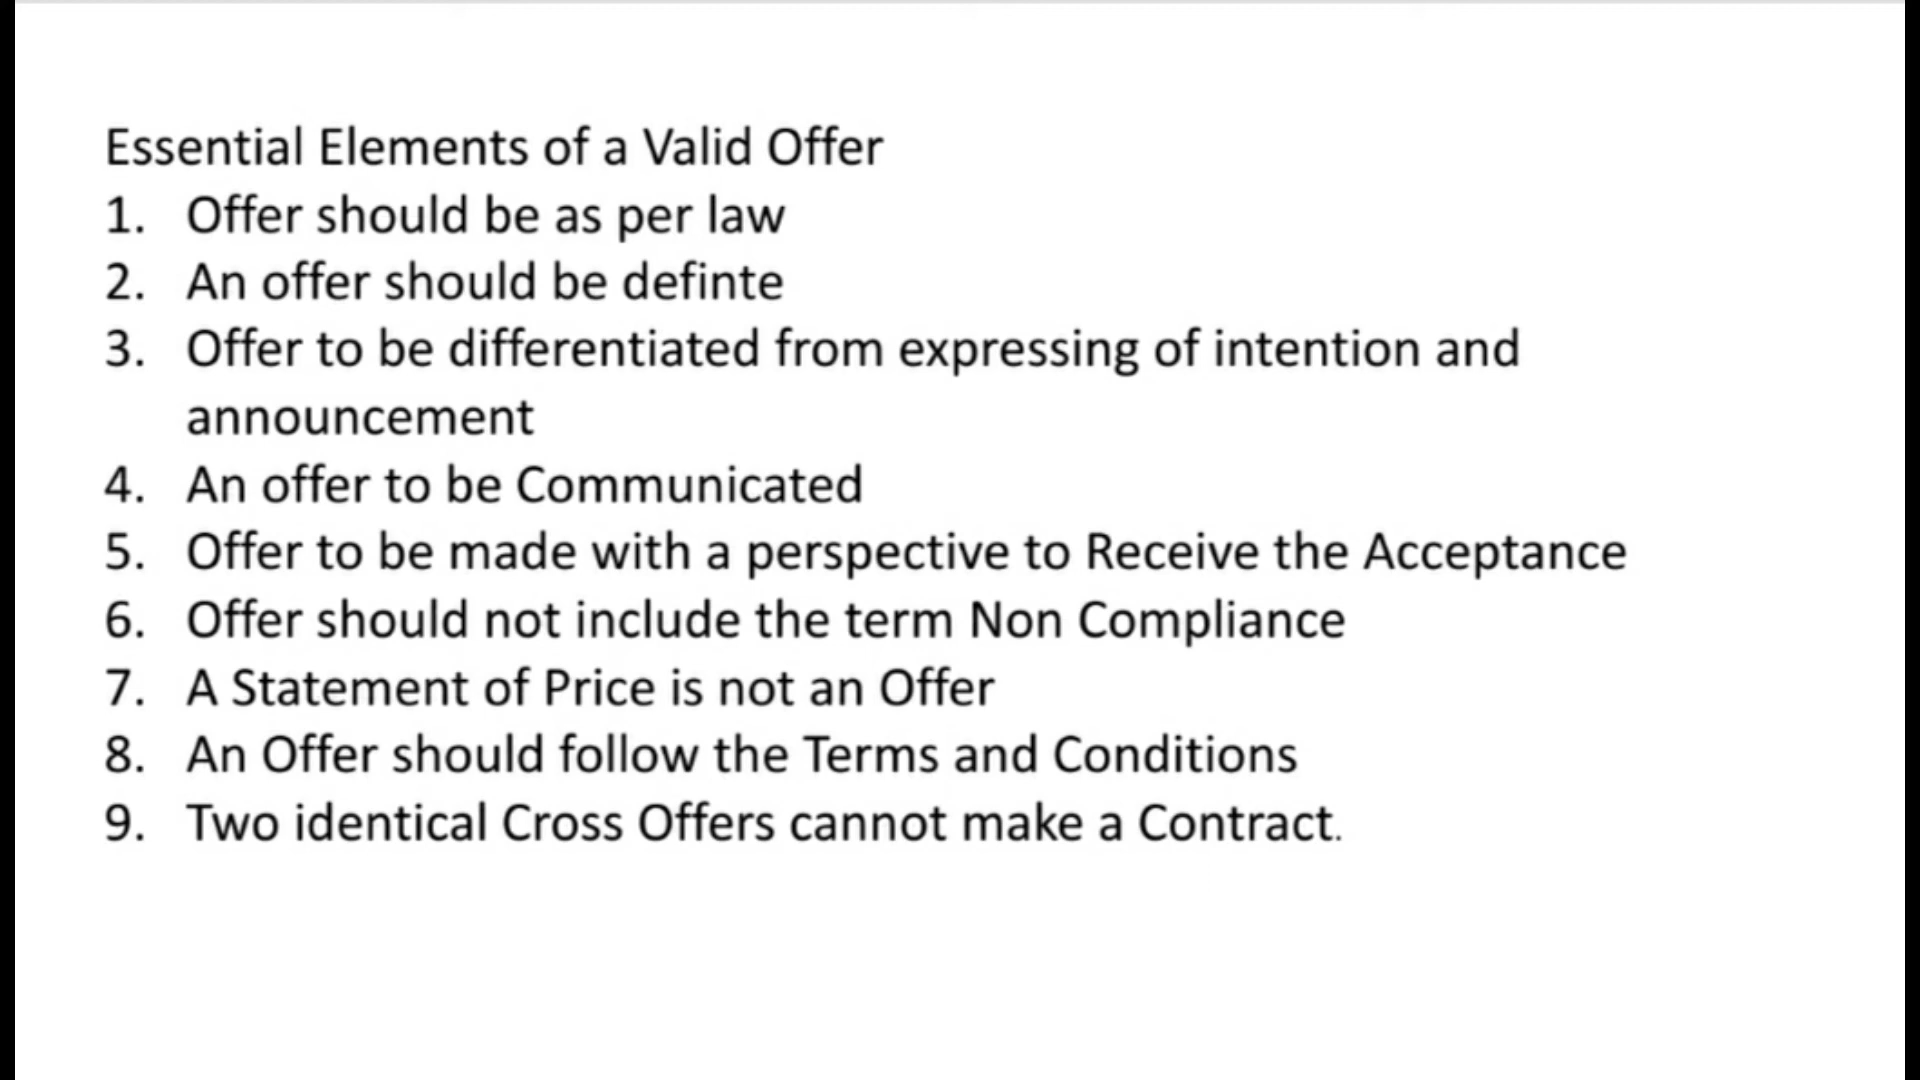 Essential Elements of a Valid Offer
1. Offer should be as per law
2. An offer should be definte
3. Offer to be differentiated from expressing of intention and
announcement
4. An offer to be Communicated
5. Offer to be made with a perspective to Receive the Acceptance
6. Offer should not include the term Non Compliance
7. A Statement of Price is not an Offer
8. An Offer should follow the Terms and Conditions
9. Two identical Cross Offers cannot make a Contract.